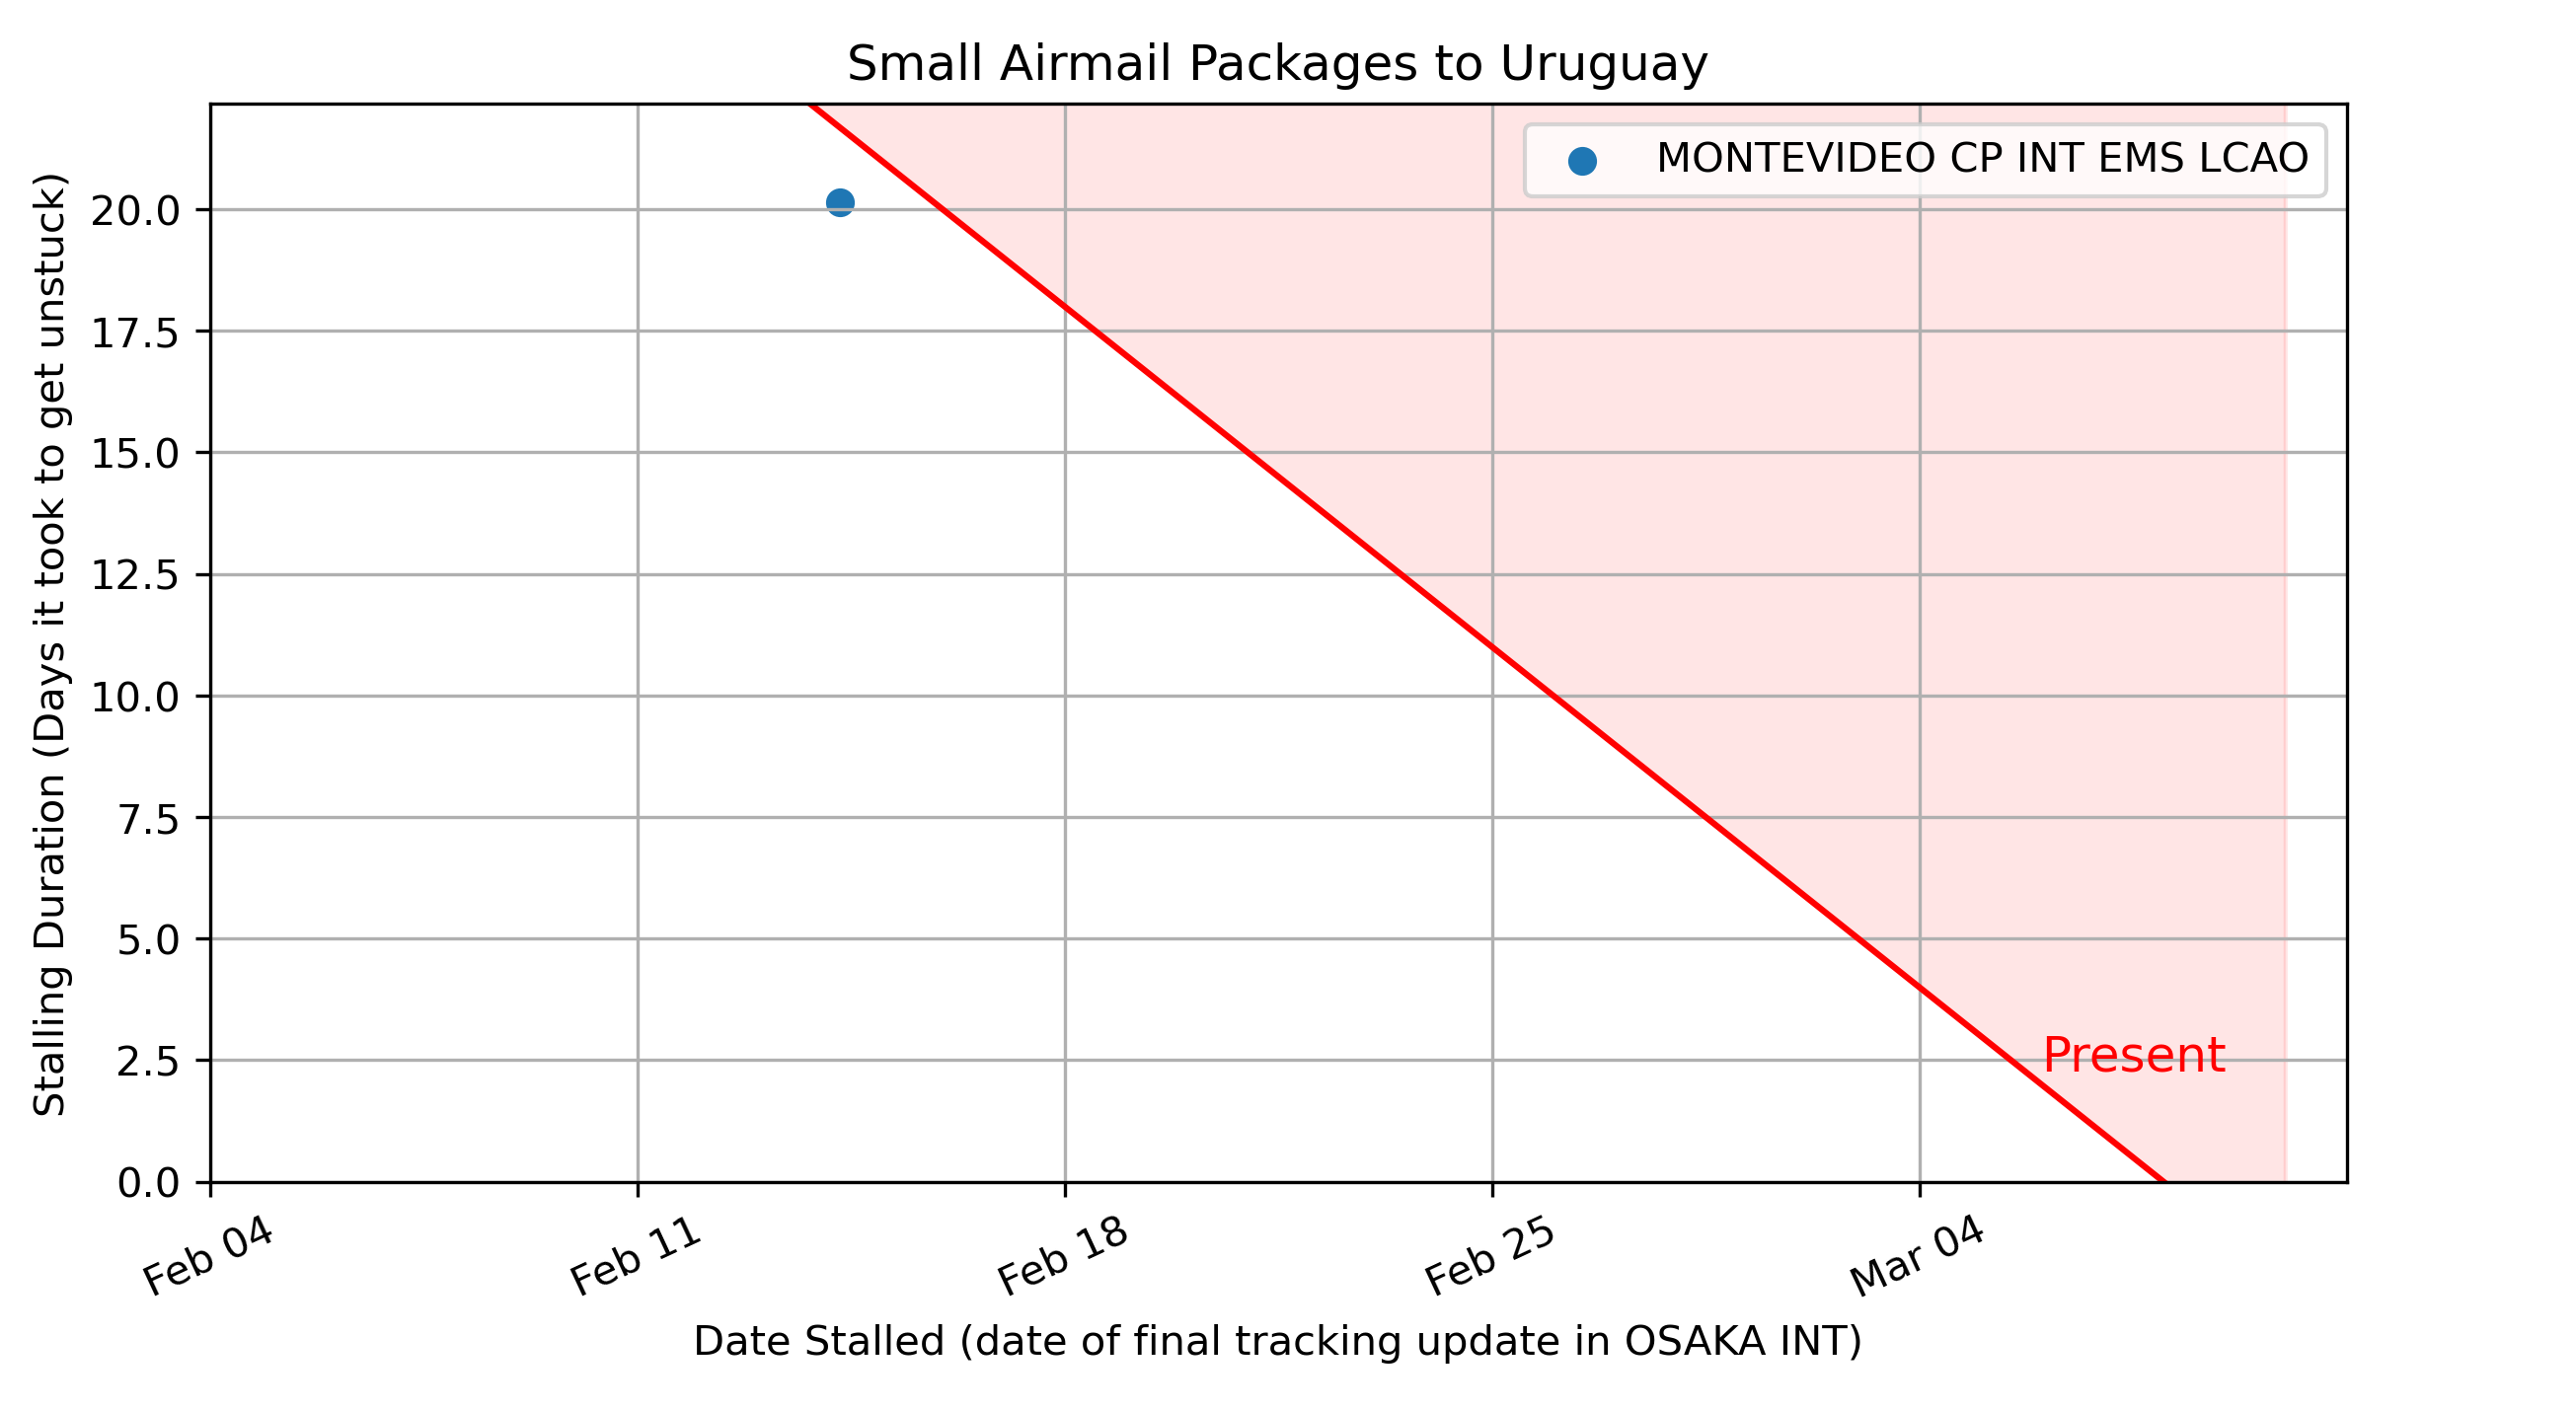 Small Airmail Packages to Uruguay
MONTEVIDEO CP INT EMS LCAO
Stalling Duration (Days it took to get unstuck)
20.0
17.5
15.0
12.5
10.0
7.5
5.0
2.5
0.0
Present
Feb 04
Feb 11
Feb 18
Feb 25
Mar 04
Date Stalled (date of final tracking update in OSAKA INT)